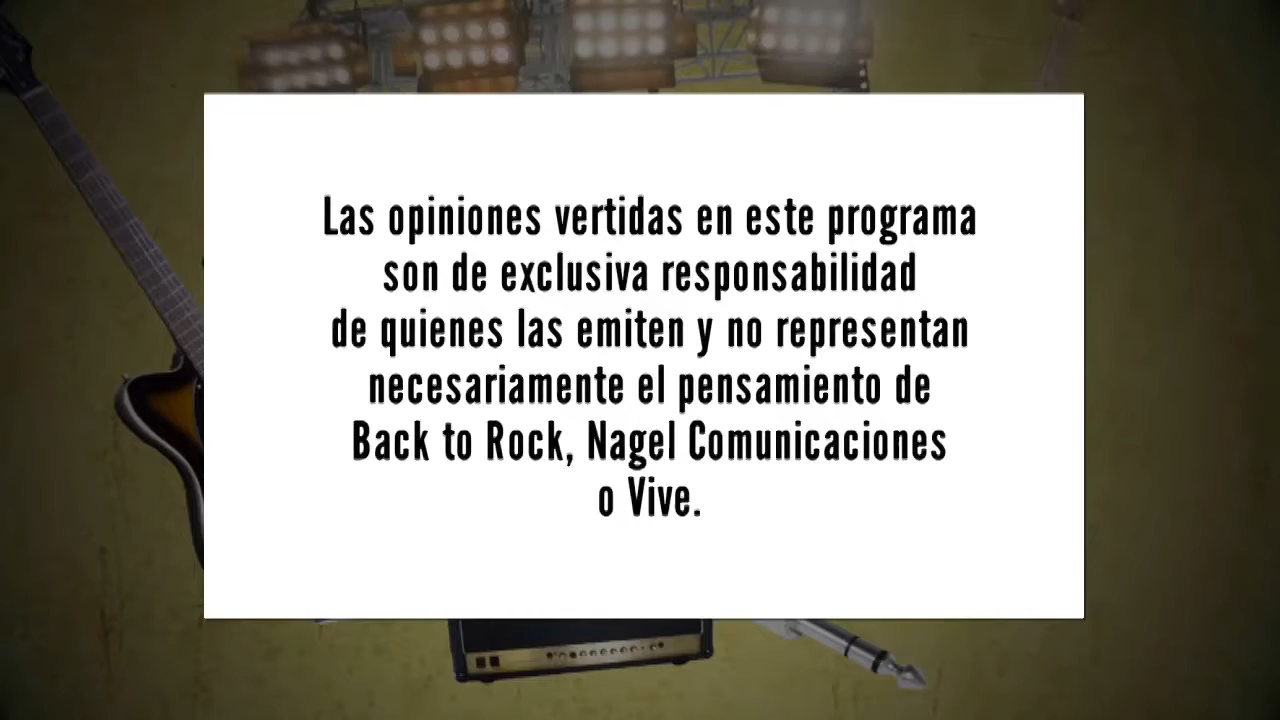 Las opiniones vertidas en este programa
son de exclusiva responsabilidad
de quienes las emiten y no representan
necesariamente el pensamiento de
Back to Rock, Nagel Comunicaciones
o Vive.